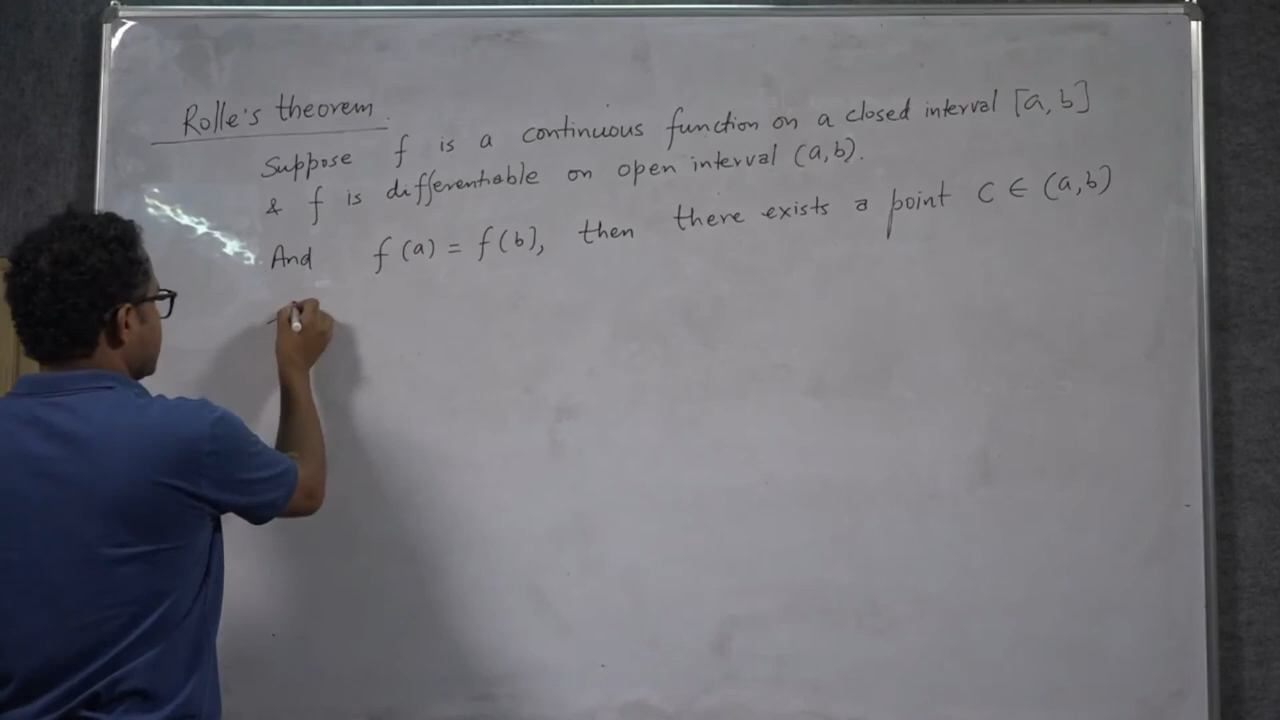 Rolle's theorem.
Suppose f is a continuous function on a closed interval [a, b]
& f is differentiable on open interval (a,b).
And f(a) = f(b), then there exists a point C ∈ (a,b)